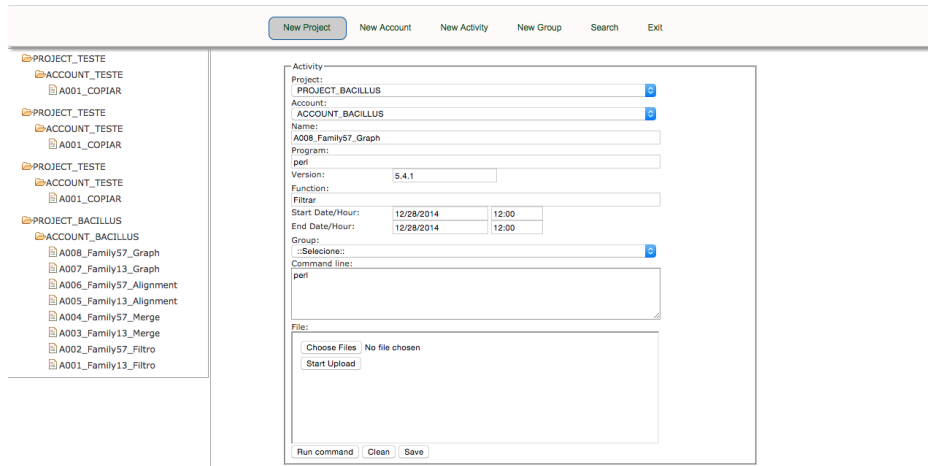 New Project New Account New Activity New Group Search Exit
PROJECT_TESTE
ACCOUNT_TESTE
A001_COPIAR
PROJECT_TESTE
ACCOUNT_TESTE
A001_COPIAR
PROJECT_TESTE
ACCOUNT_TESTE
A001_COPIAR
PROJECT_BACILLUS
ACCOUNT_BACILLUS
A008_Family57_Graph
A007_Family13_Graph
A006_Family57_Alignment
A005_Family13_Alignment
A004_Family57_Merge
A003_Family13_Merge
A002_Family57_Filtro
A001_Family13_Filtro
Activity
Project:
PROJECT_BACILLUS
Account:
ACCOUNT_BACILLUS
Name:
A008_Family57_Graph
Program:
perl
Version: 5.4.1
Function:
Filtrar
Start Date/Hour: 12/28/2014 12:00
End Date/Hour: 12/28/2014 12:00
Group:
::Selecione::
Command line:
perl
File:
Choose Files No file chosen
Start Upload
Run command Clean Save